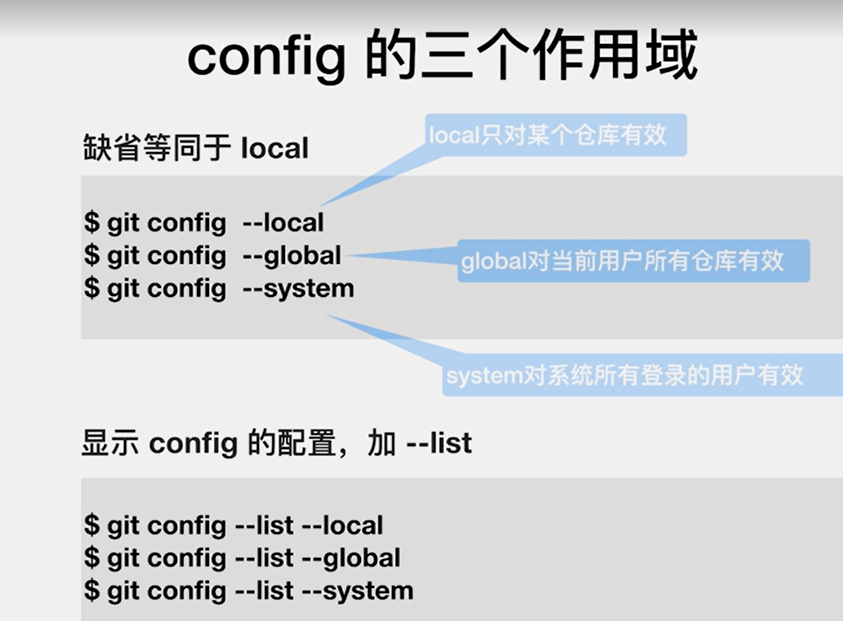 config 的三个作用域
缺省等同于 local
local只对某个仓库有效
$ git config --local
$ git config --global
global对当前用户所有仓库有效
$ git config --system
system对系统所有登录的用户有效
显示 config 的配置，加 --list
$ git config --list --local
$ git config --list --global
$ git config --list --system